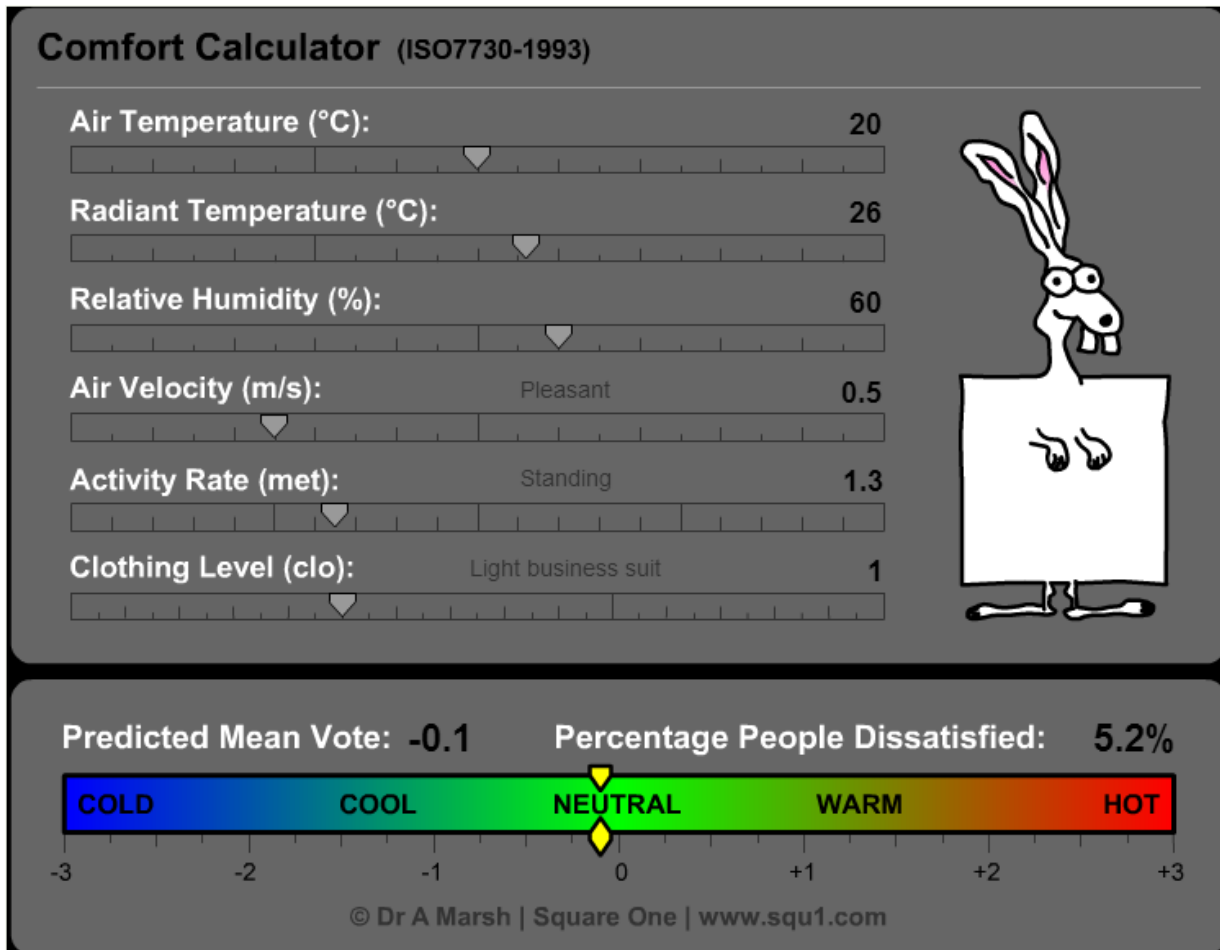 Comfort Calculator (ISO7730-1993)
Air Temperature (°C): 20
Radiant Temperature (°C): 26
Relative Humidity (%): 60
Air Velocity (m/s): Pleasant 0.5
Activity Rate (met): Standing 1.3
Clothing Level (clo): Light business suit 1
Predicted Mean Vote: -0.1 Percentage People Dissatisfied: 5.2%
COLD COOL NEUTRAL WARM HOT
-3 -2 -1 0 +1 +2 +3
© Dr A Marsh | Square One | www.squ1.com